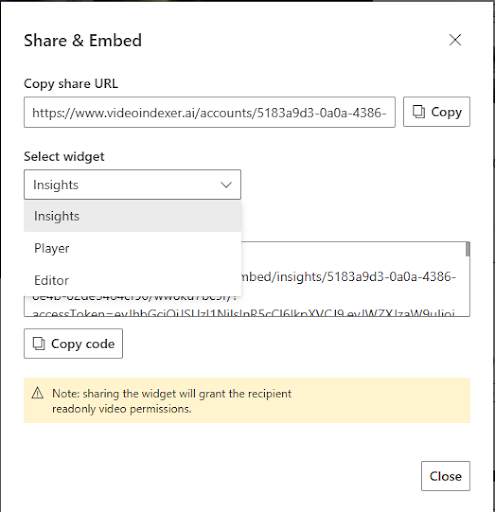 Share & Embed
Copy share URL
https://www.videoindexer.ai/accounts/5183a9d3-0a0a-4386-
Copy
Select widget
Insights
Insights
Player
Editor
mbed/insights/5183a9d3-0a0a-4386-
Copy code
Note: sharing the widget will grant the recipient
readonly video permissions.
Close